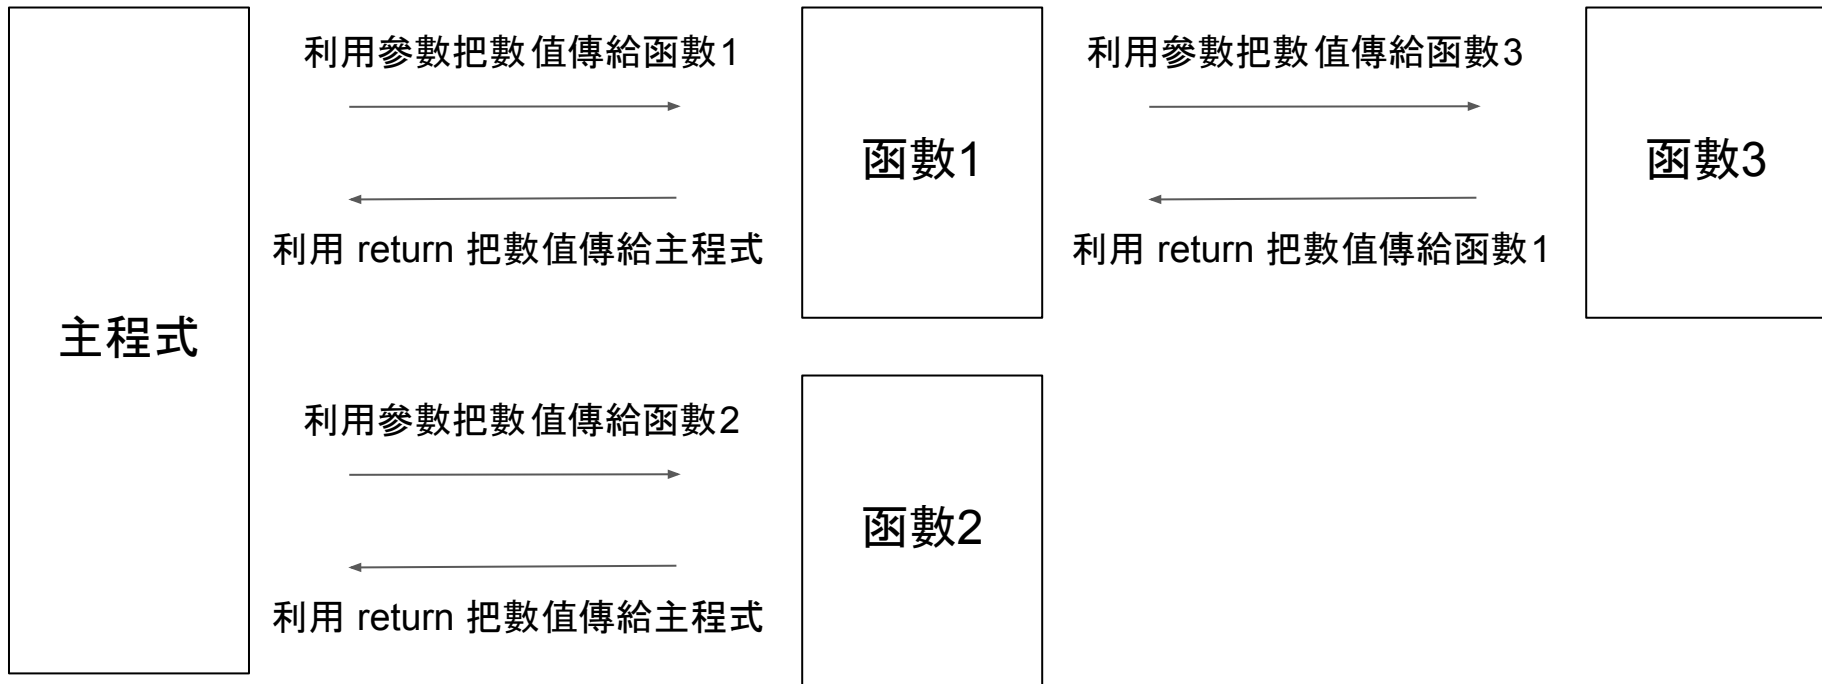 利用參數把數值傳給函數1
利用參數把數值傳給函數3
函數1
函數3
利用 return 把數值傳給主程式
利用 return 把數值傳給函數1
主程式
利用參數把數值傳給函數2
函數2
利用 return 把數值傳給主程式